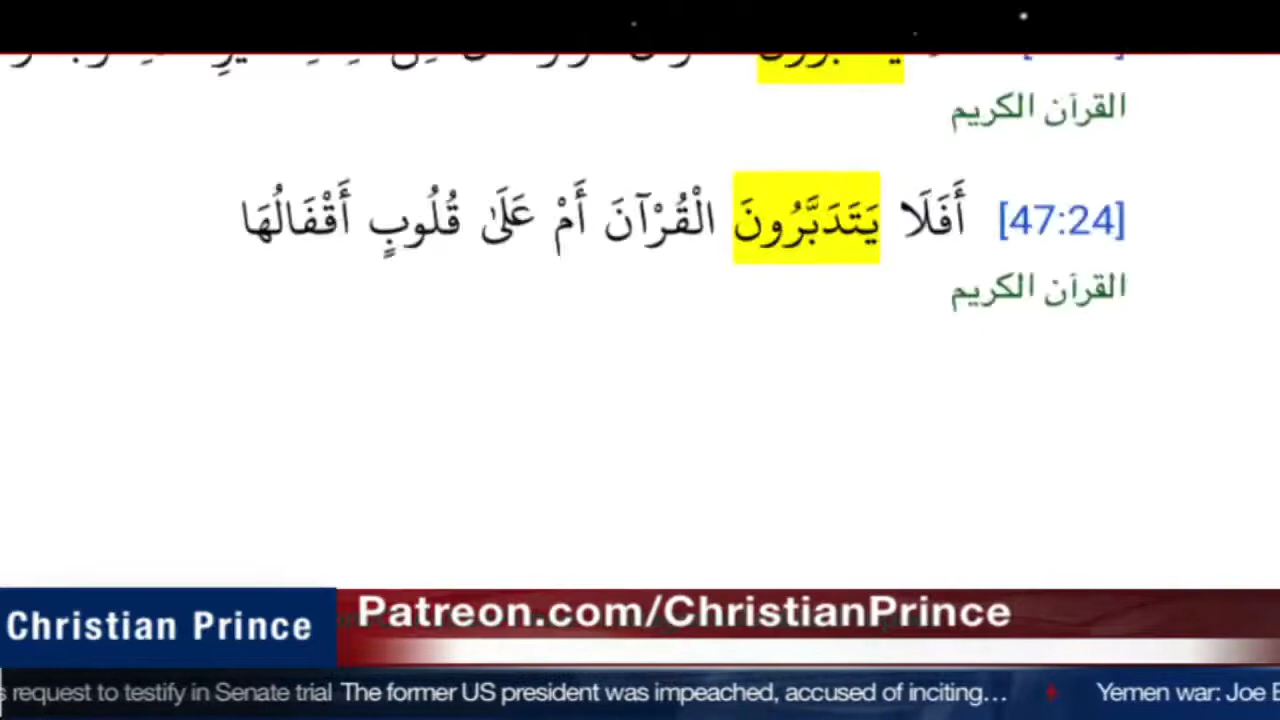 القرآن الكريم
[47:24] أَفَلَا يَتَدَبَّرُونَ الْقُرْآنَ أَمْ عَلَىٰ قُلُوبٍ أَقْفَالُهَا
القرآن الكريم
Christian Prince
Patreon.com/ChristianPrince
request to testify in Senate trial The former US president was impeached, accused of inciting... Yemen war: Joe